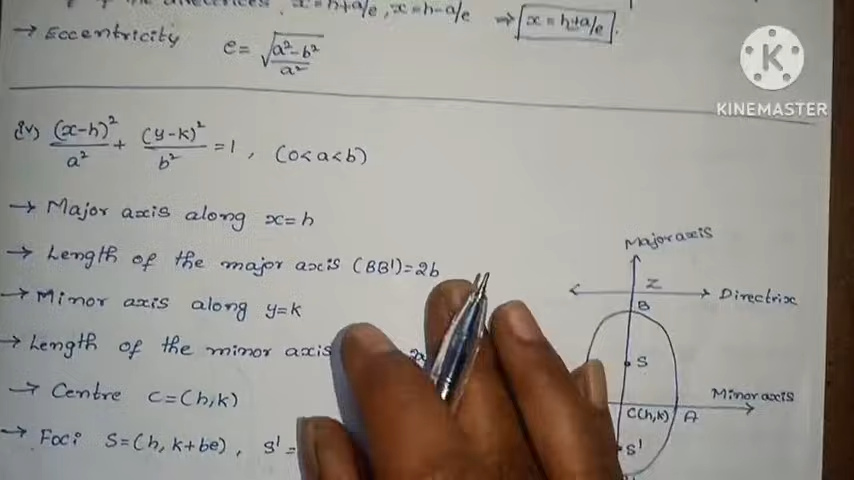 the directrices, x=h+a/e, x=h-a/e ⇒ x=h±a/e.
→ Eccentricity e = √(a²-b²/a²)
KINEMASTER
(iv) (x-h)²/a² + (y-k)²/b² = 1, (0<a<b)
→ Major axis along x=h
→ Length of the major axis (BB')=2b
→ Minor axis along y=k
→ Length of the minor axis
→ Centre C=(h,k)
→ Foci S=(h, k+be), S'=
Major axis
Z
Directrix
B
S
Minor axis
C(h,k) A
S'